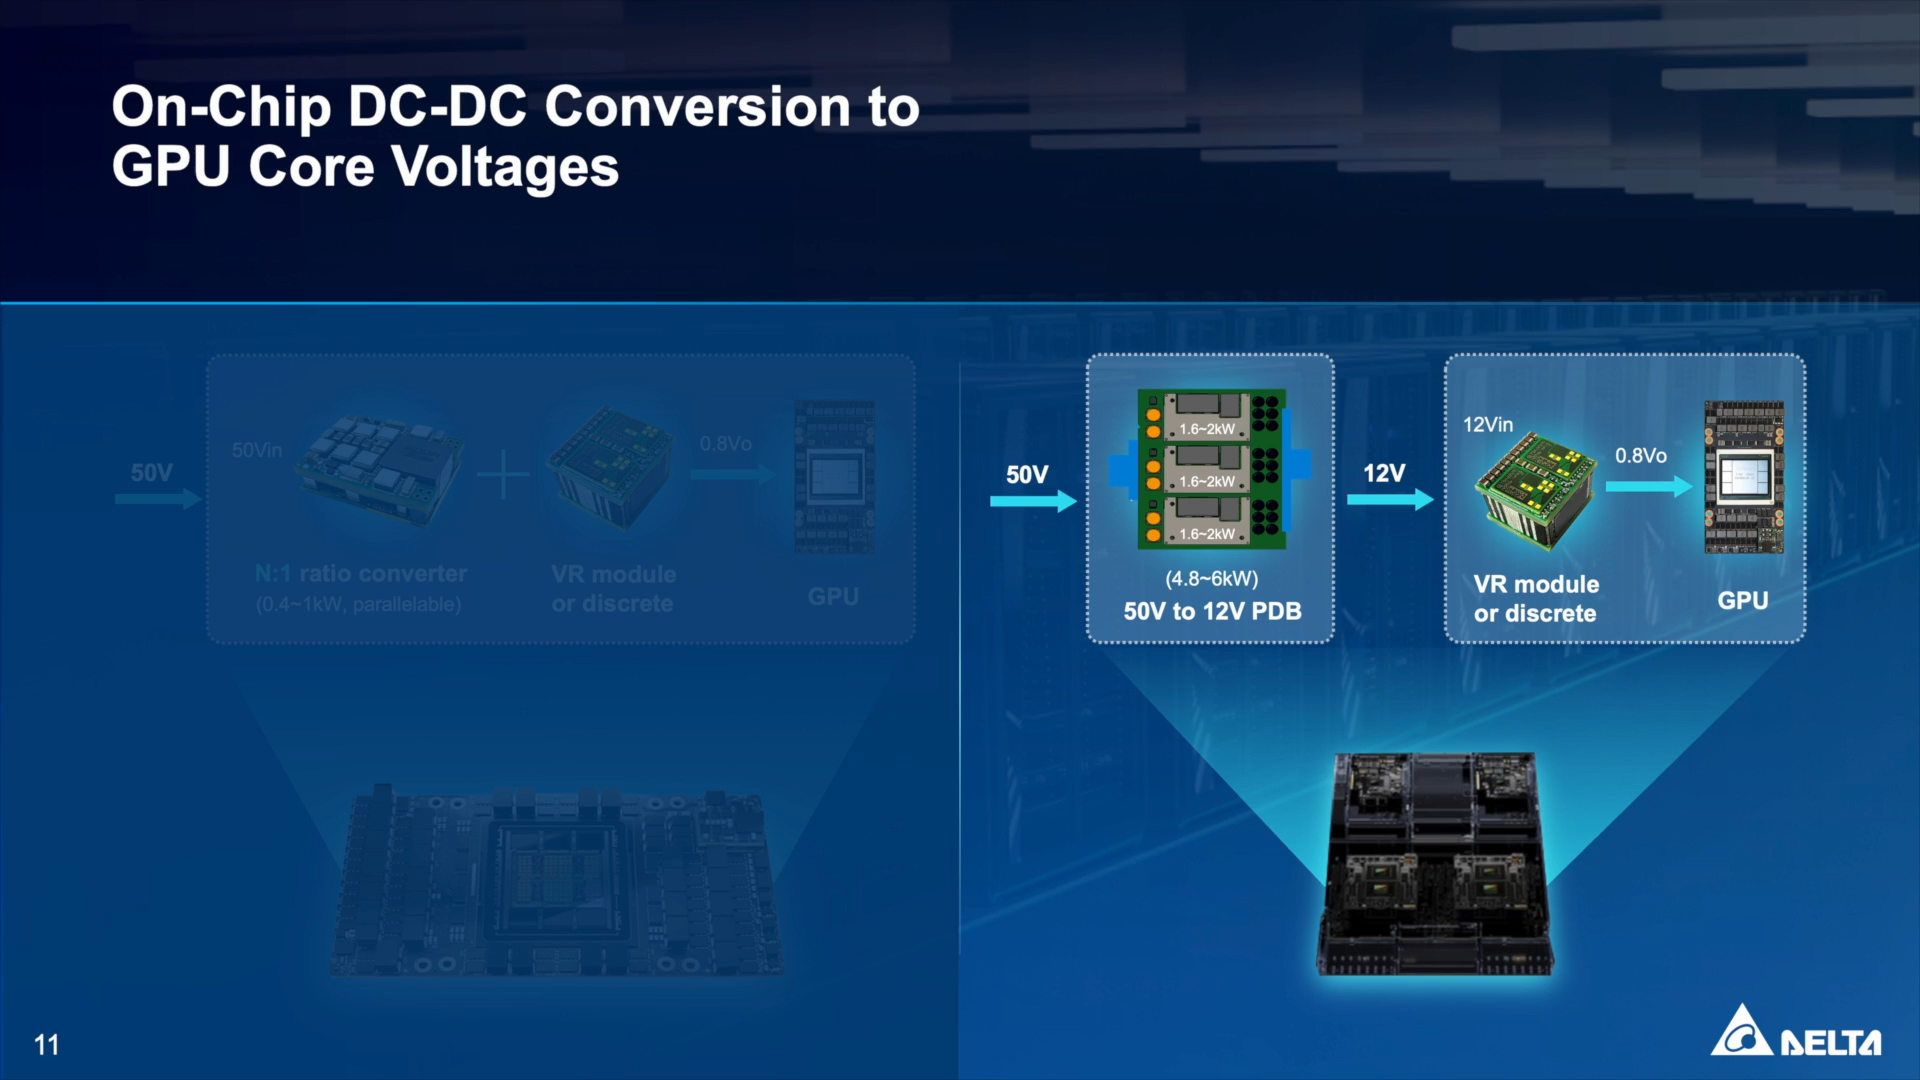 On-Chip DC-DC Conversion to
GPU Core Voltages
50V
50Vin
0.8Vo
N:1 ratio converter
(0.4~1kW, parallelable)
VR module
or discrete
GPU
50V
1.6~2kW
1.6~2kW
1.6~2kW
(4.8~6kW)
50V to 12V PDB
12V
12Vin
0.8Vo
VR module
or discrete
GPU
11
DELTA